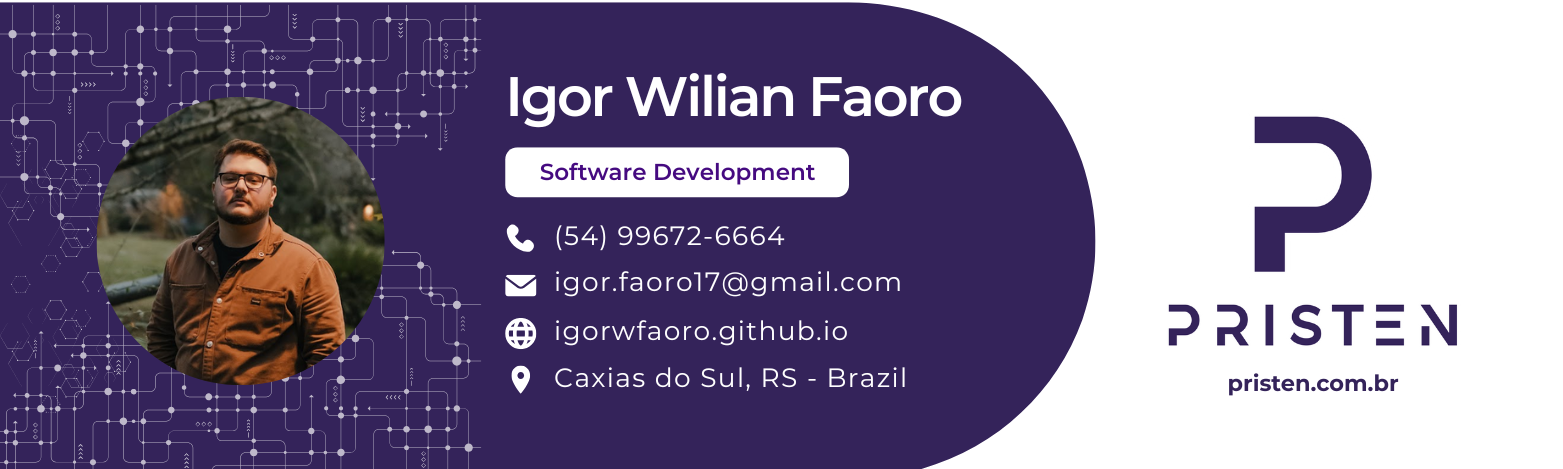 Igor Wilian Faoro
Software Development
(54) 99672-6664
igor.faoro17@gmail.com
igorwfaoro.github.io
Caxias do Sul, RS - Brazil
PRISTEN
pristen.com.br